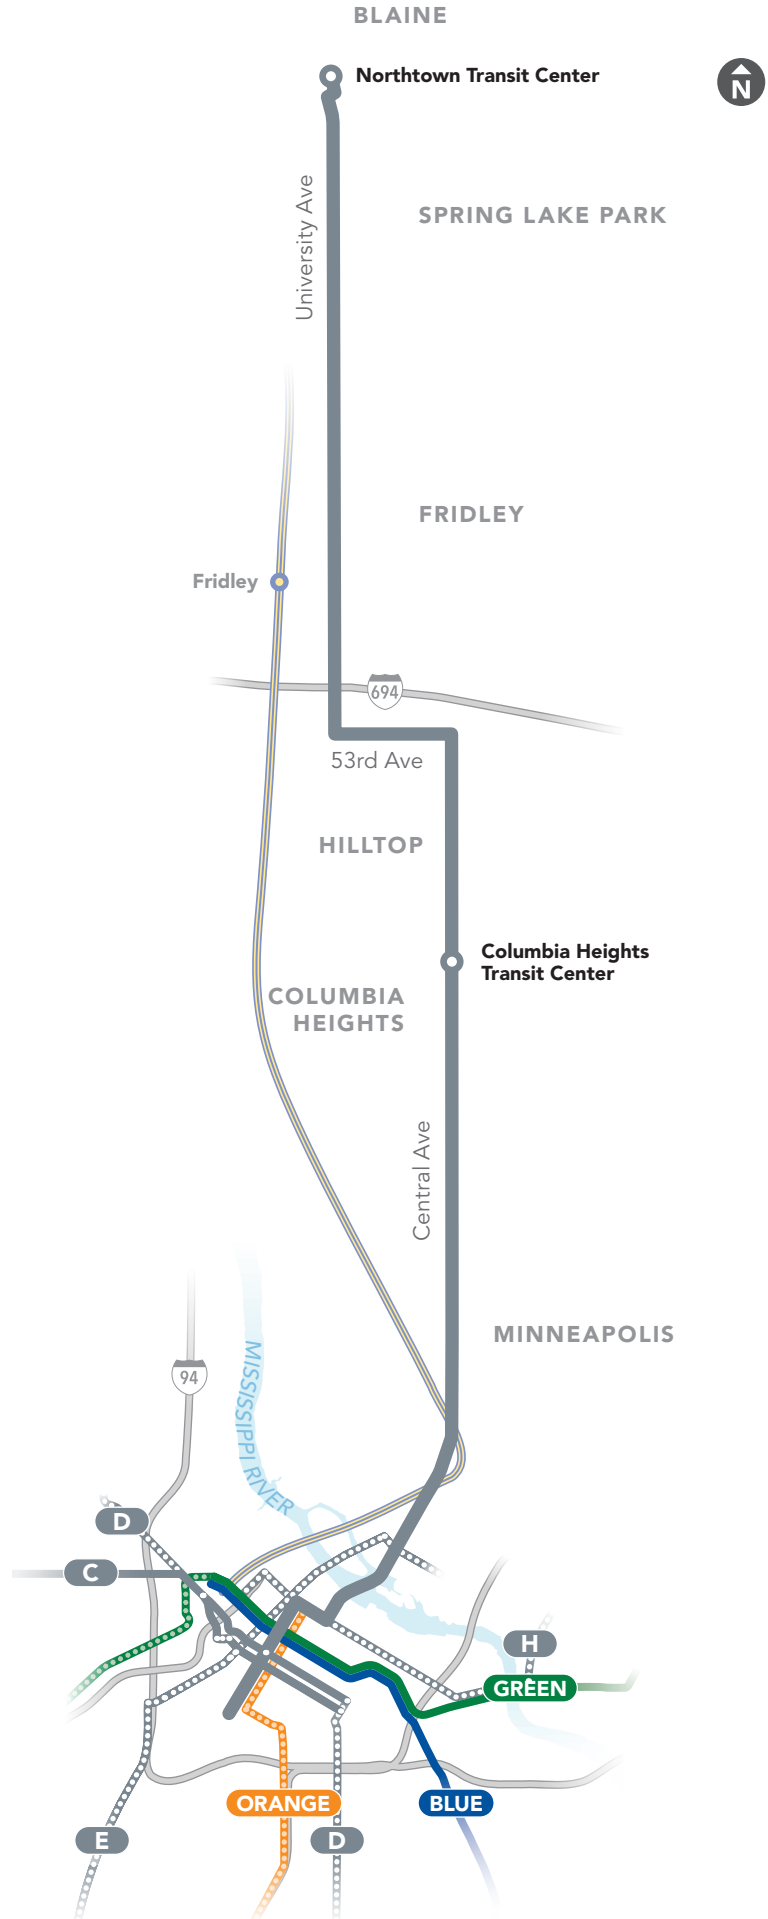 BLAINE
Northtown Transit Center
N
University Ave
SPRING LAKE PARK
FRIDLEY
Fridley
694
53rd Ave
HILLTOP
Columbia Heights
Transit Center
COLUMBIA
HEIGHTS
Central Ave
MINNEAPOLIS
94
MISSISSIPPI RIVER
D
C
H
GREEN
ORANGE
BLUE
E
D